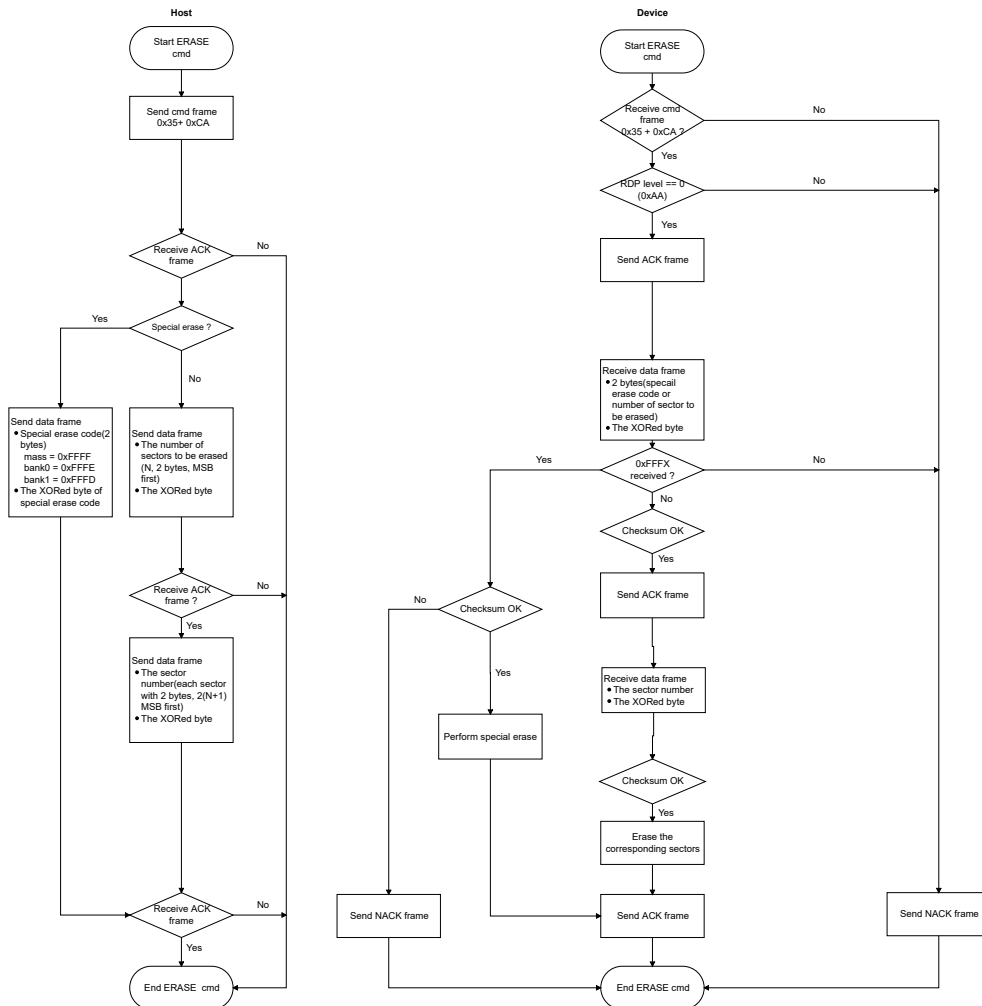 Host
Start ERASE
cmd
Send cmd frame
0x35+ 0xCA
Receive ACK
frame
No
Special erase ?
Yes
No
Send data frame
• Special erase code(2
bytes)
mass = 0xFFFF
bank0 = 0xFFFE
bank1 = 0xFFFD
• The XORed byte of
special erase code
Send data frame
• The number of
sectors to be erased
(N, 2 bytes, MSB
first)
• The XORed byte
Receive ACK
frame ?
No
Yes
Send data frame
• The sector
number(each sector
with 2 bytes, 2(N+1)
MSB first)
• The XORed byte
Receive ACK
frame
No
Yes
End ERASE cmd
Device
Start ERASE
cmd
Receive cmd
frame
0x35 + 0xCA ?
No
Yes
RDP level == 0
(0xAA)
No
Yes
Send ACK frame
Receive data frame
• 2 bytes(specail
erase code or
number of sector to
be erased)
• The XORed byte
0xFFFX
received ?
Yes
No
No
Checksum OK
Yes
Send ACK frame
Checksum OK
No
Yes
Receive data frame
• The sector number
• The XORed byte
Perform special erase
Checksum OK
Yes
Erase the
corresponding sectors
Send NACK frame
Send ACK frame
Send NACK frame
End ERASE cmd